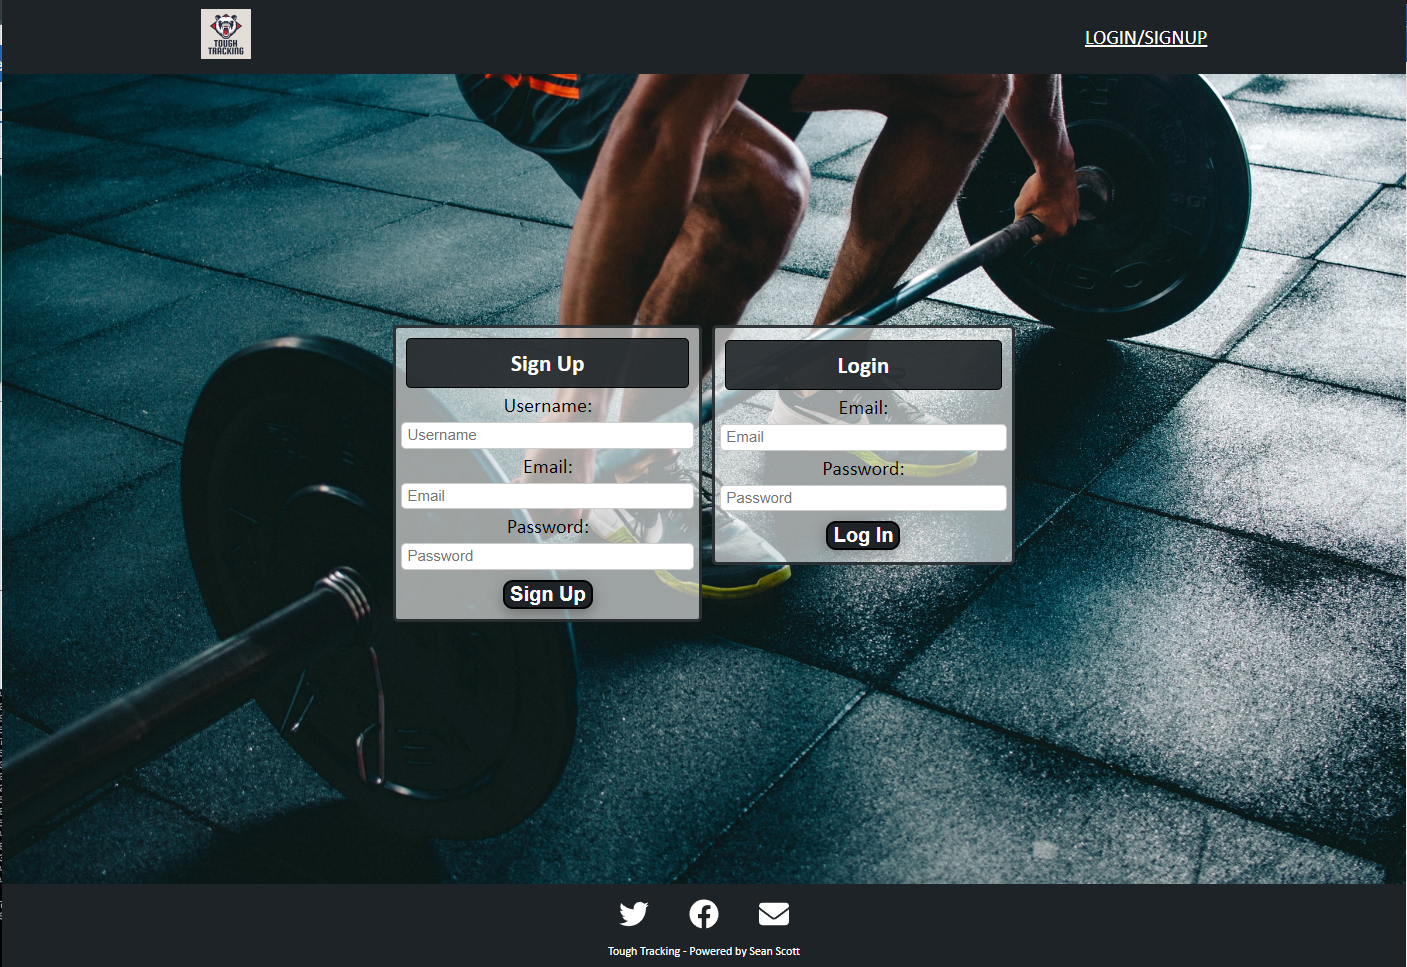 TOUGH
TRACKING
LOGIN/SIGNUP
Sign Up
Username:
Username
Email:
Email
Password:
Password
Sign Up
Login
Email:
Email
Password:
Password
Log In
Tough Tracking - Powered by Sean Scott